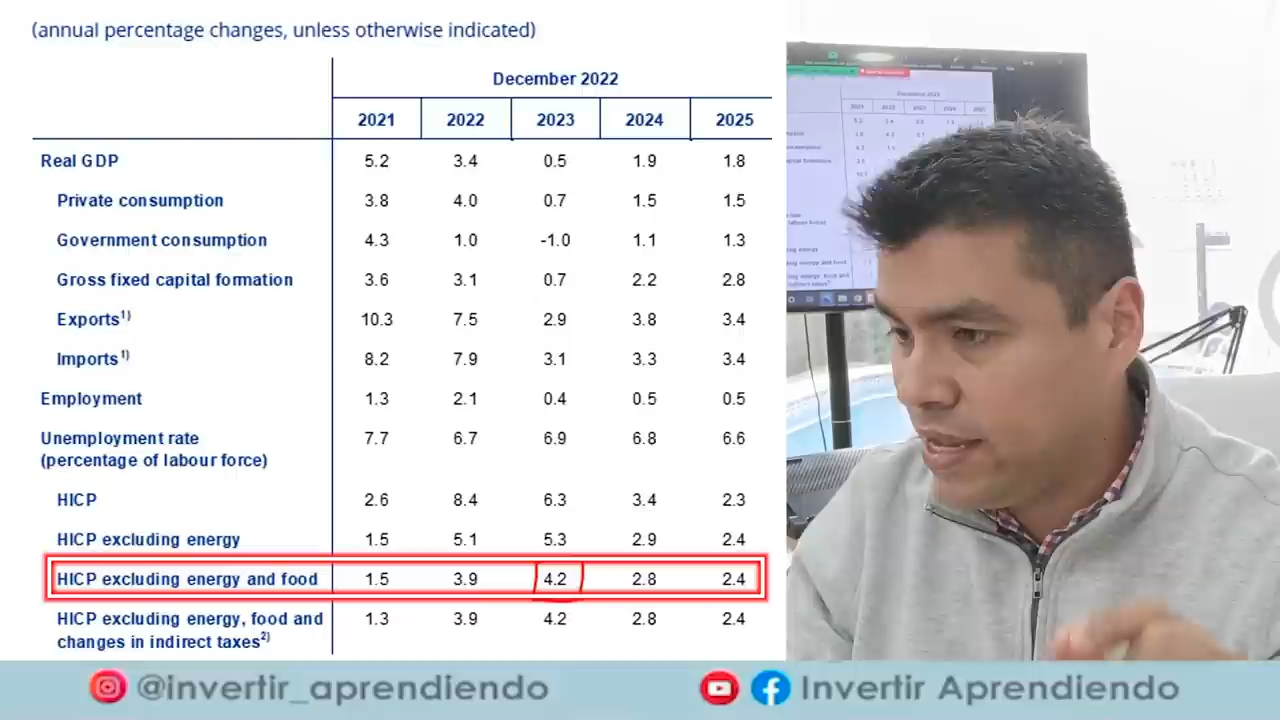 (annual percentage changes, unless otherwise indicated)
December 2022
2021 2022 2023 2024 2025
Real GDP 5.2 3.4 0.5 1.9 1.8
Private consumption 3.8 4.0 0.7 1.5 1.5
Government consumption 4.3 1.0 -1.0 1.1 1.3
Gross fixed capital formation 3.6 3.1 0.7 2.2 2.8
Exports¹⁾ 10.3 7.5 2.9 3.8 3.4
Imports¹⁾ 8.2 7.9 3.1 3.3 3.4
Employment 1.3 2.1 0.4 0.5 0.5
Unemployment rate 7.7 6.7 6.9 6.8 6.6
(percentage of labour force)
HICP 2.6 8.4 6.3 3.4 2.3
HICP excluding energy 1.5 5.1 5.3 2.9 2.4
HICP excluding energy and food 1.5 3.9 4.2 2.8 2.4
HICP excluding energy, food and 1.3 3.9 4.2 2.8 2.4
changes in indirect taxes²⁾
December 2022
2021 2022 2023 2024 2025
@invertir_aprendiendo
Invertir Aprendiendo